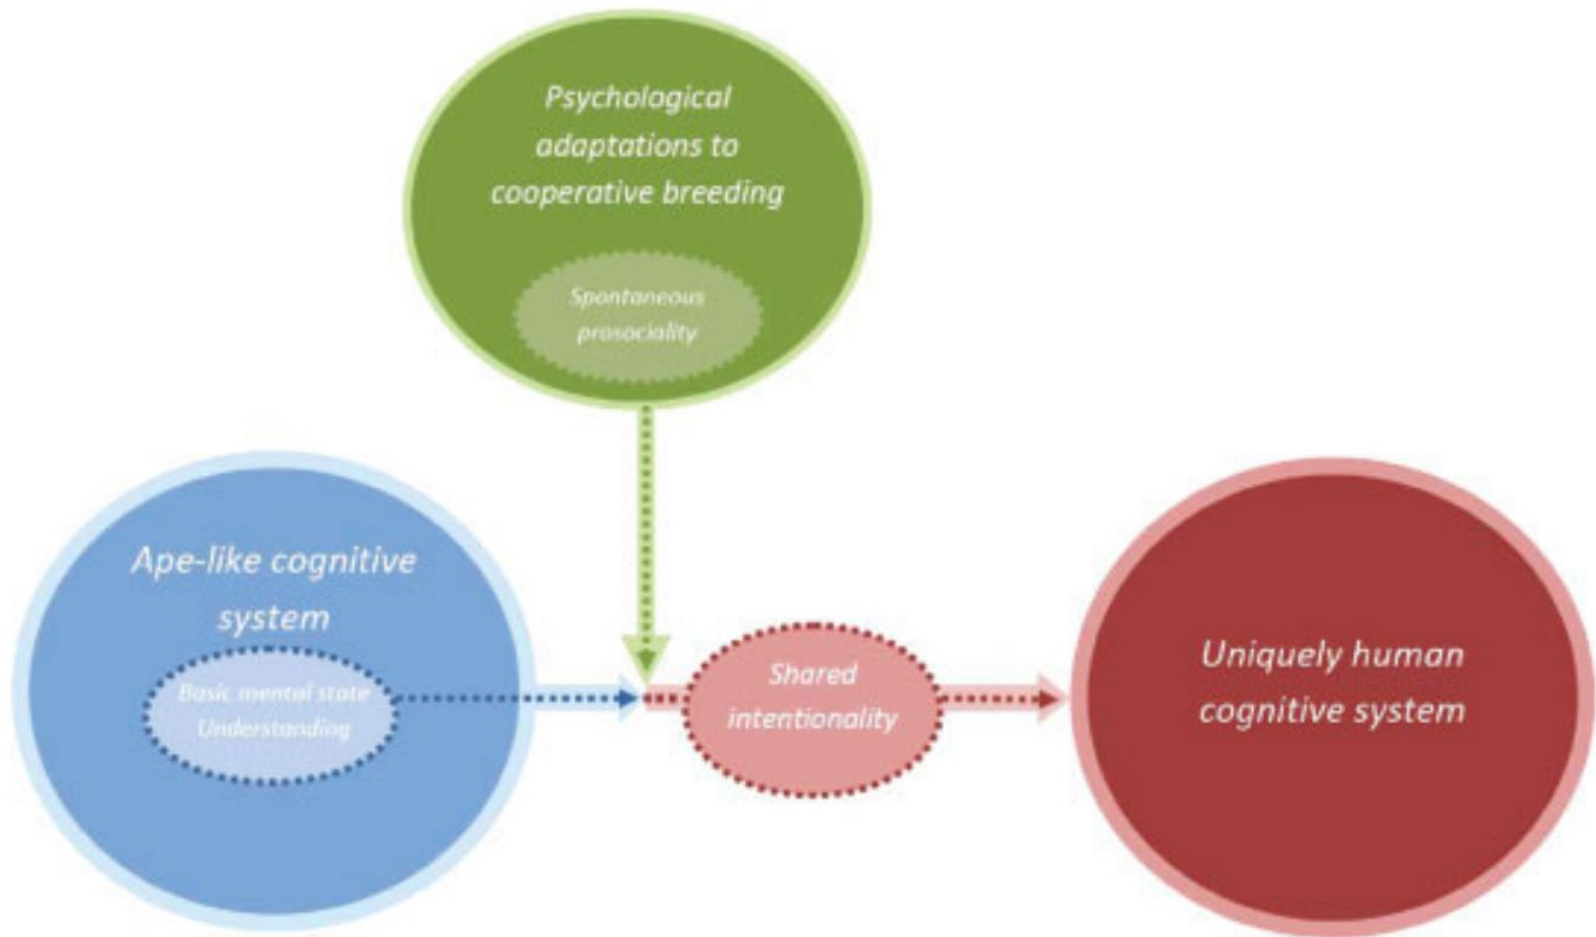 Psychological
adaptations to
cooperative breeding
Spontaneous
prosociality
Ape-like cognitive
system
Basic mental state
Understanding
Shared
intentionality
Uniquely human
cognitive system